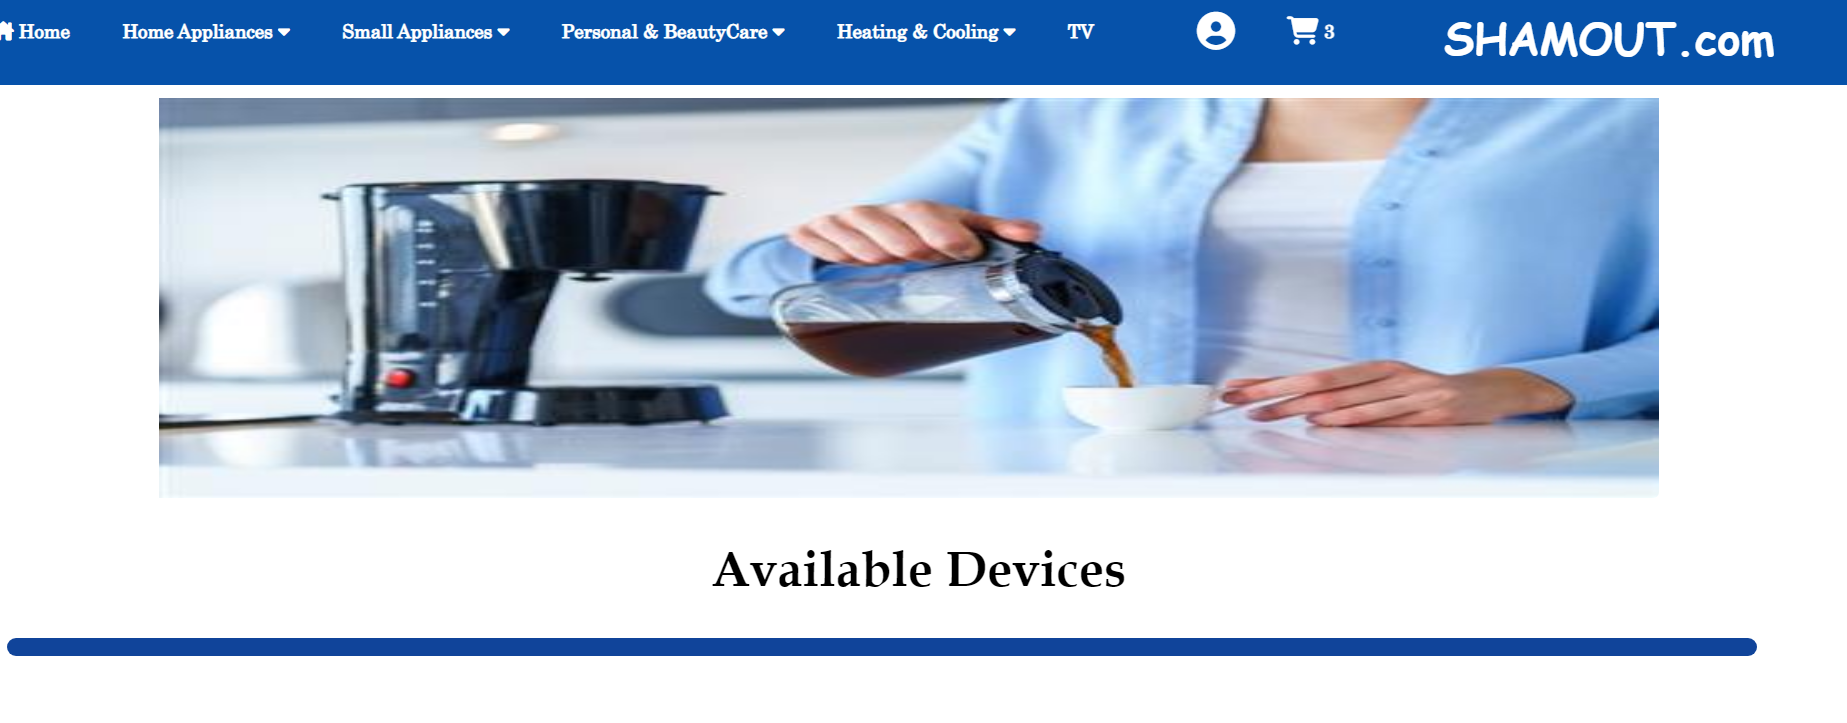 Home Home Appliances Small Appliances Personal & BeautyCare Heating & Cooling TV 3 SHAMOUT.com
Available Devices